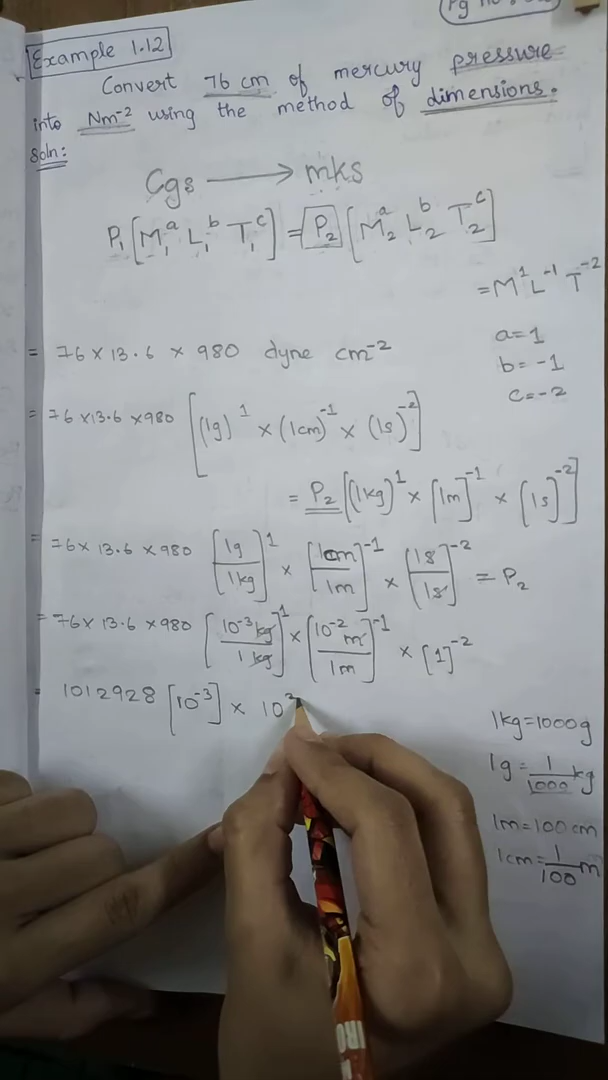 Pg no
Example 1.12
Convert 76 cm of mercury pressure
into Nm⁻² using the method of dimensions.
Soln:
Cgs ⟶ mks
P₁[M₁ᵃ L₁ᵇ T₁ᶜ] = P₂ [M₂ᵃ L₂ᵇ T₂ᶜ]
= M¹ L⁻¹ T⁻²
a = 1
b = -1
c = -2
= 76 × 13.6 × 980 dyne cm⁻²
= 76 × 13.6 × 980 [(1g)¹ × (1cm)⁻¹ × (1s)⁻²]
= P₂ [(1kg)¹ × [1m]⁻¹ × (1s)⁻²]
= 76 × 13.6 × 980 [1g/1kg]¹ × [1cm/1m]⁻¹ × [1s/1s]⁻² = P₂
= 76 × 13.6 × 980 [10⁻³ kg/1 kg]¹ × [10⁻² m/1m]⁻¹ × [1]⁻²
= 1012928 [10⁻³] × 10²
1kg = 1000g
1g = 1/1000 kg
1m = 100 cm
1cm = 1/100 m